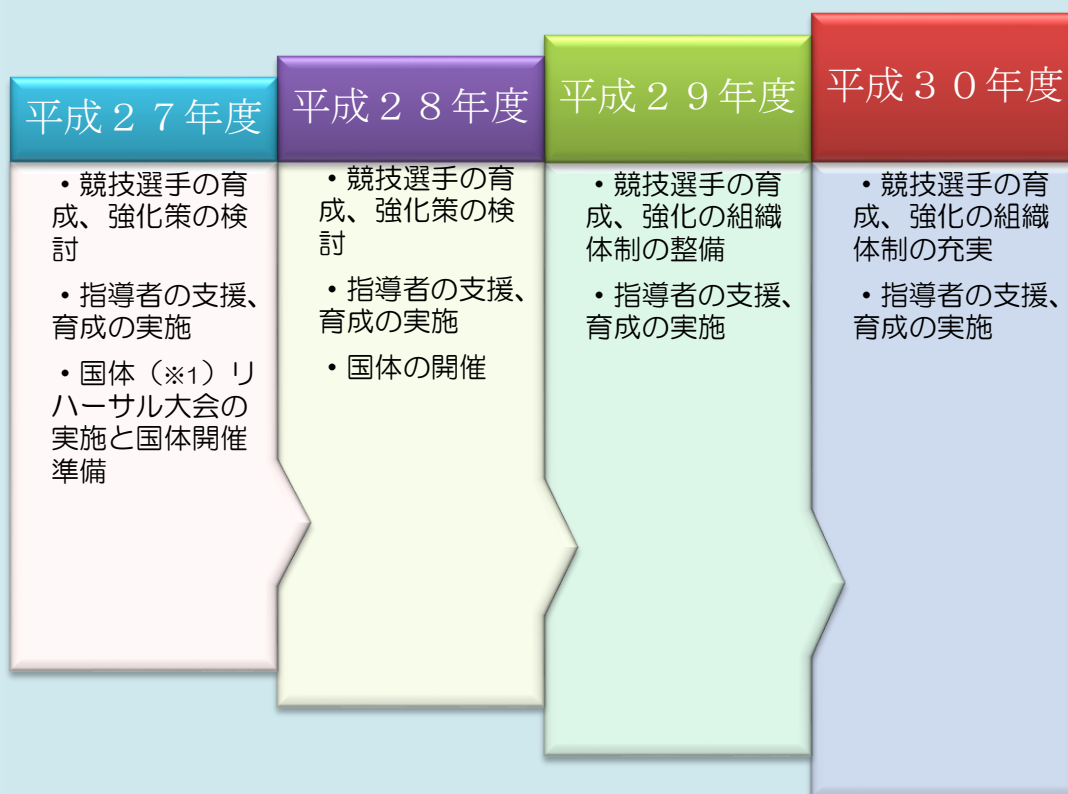 平成２７年度
・競技選手の育
成、強化策の検
討
・指導者の支援、
育成の実施
・国体（※1）リ
ハーサル大会の
実施と国体開催
準備
平成２８年度
・競技選手の育
成、強化策の検
討
・指導者の支援、
育成の実施
・国体の開催
平成２９年度
・競技選手の育
成、強化の組織
体制の整備
・指導者の支援、
育成の実施
平成３０年度
・競技選手の育
成、強化の組織
体制の充実
・指導者の支援、
育成の実施